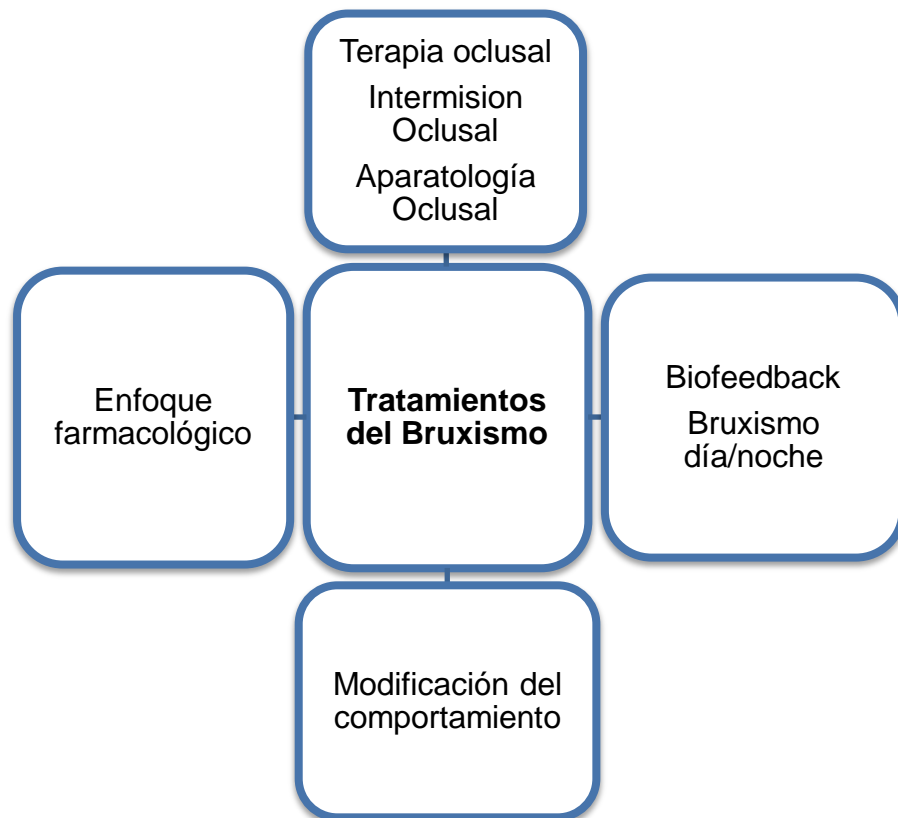 Terapia oclusal
Intermision
Oclusal
Aparatología
Oclusal
Enfoque
farmacológico
Tratamientos
del Bruxismo
Biofeedback
Bruxismo
día/noche
Modificación del
comportamiento